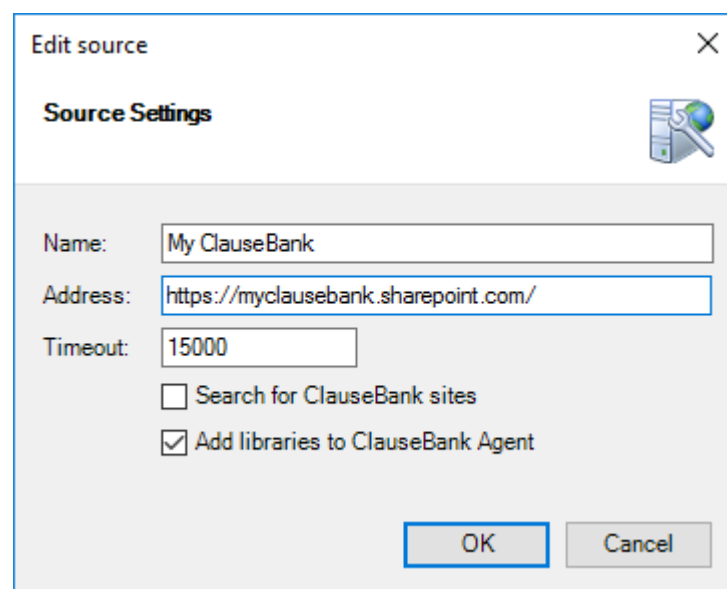 Edit source
Source Settings
Name: My ClauseBank
Address: https://myclausebank.sharepoint.com/
Timeout: 15000
Search for ClauseBank sites
Add libraries to ClauseBank Agent
OK Cancel